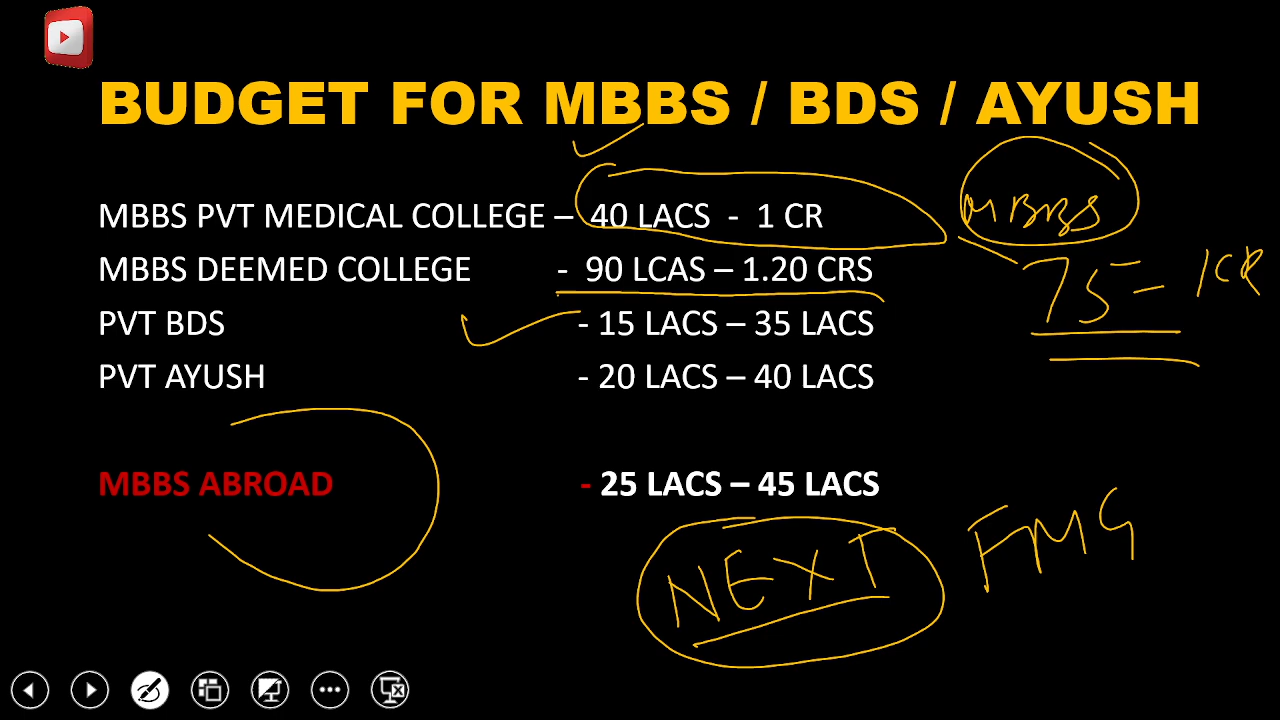 BUDGET FOR MBBS / BDS / AYUSH
MBBS PVT MEDICAL COLLEGE – 40 LACS - 1 CR
MBBS
MBBS DEEMED COLLEGE - 90 LCAS – 1.20 CRS
75 - 1CR
PVT BDS - 15 LACS – 35 LACS
PVT AYUSH - 20 LACS – 40 LACS
MBBS ABROAD - 25 LACS – 45 LACS
NEXT
FMG